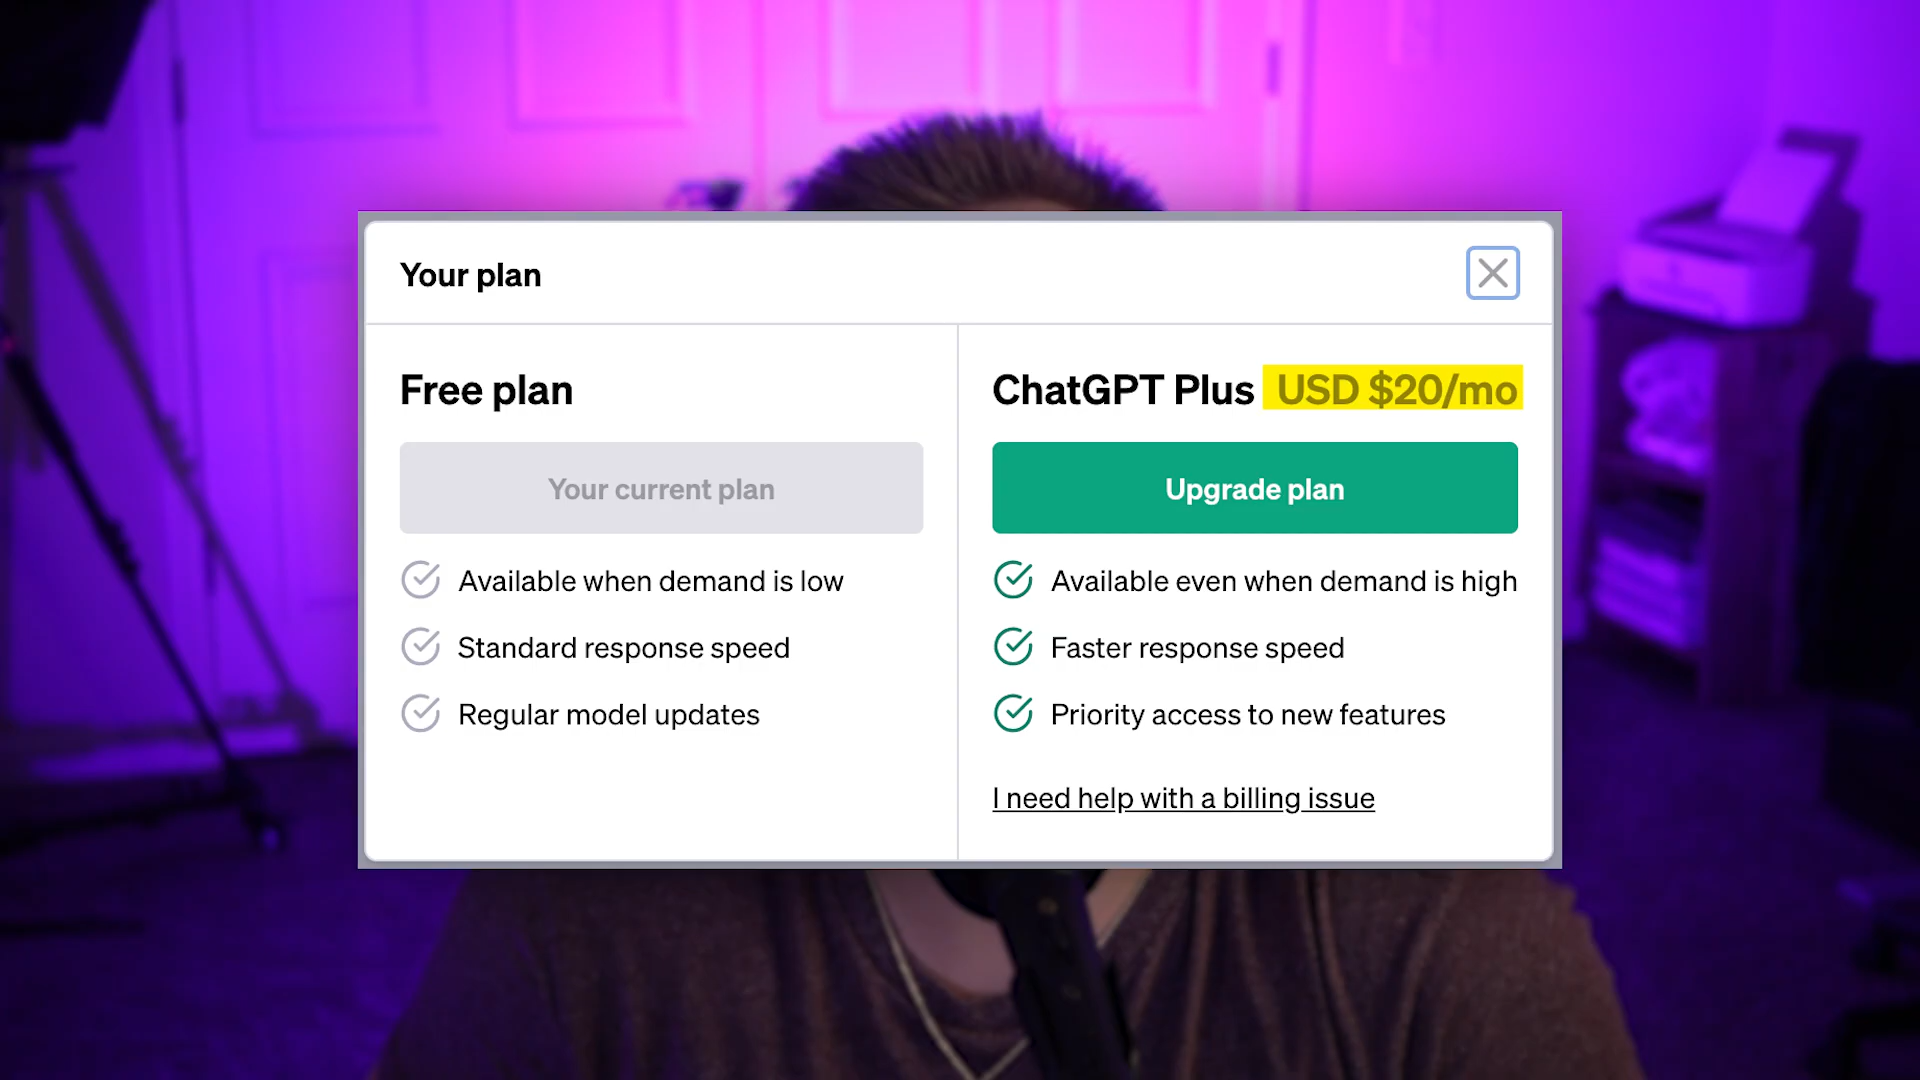 Your plan
Free plan
Your current plan
Available when demand is low
Standard response speed
Regular model updates
ChatGPT Plus USD $20/mo
Upgrade plan
Available even when demand is high
Faster response speed
Priority access to new features
I need help with a billing issue